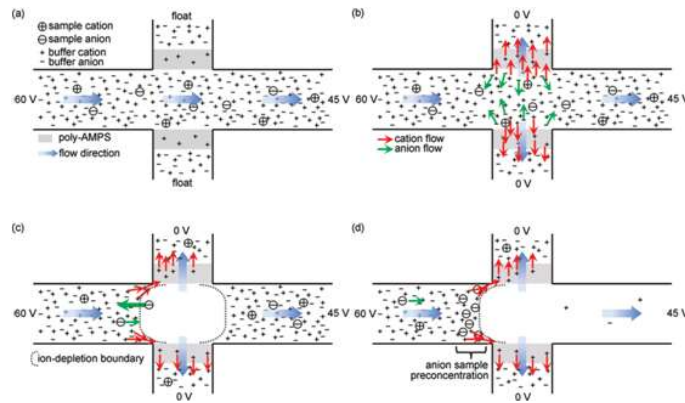 (a)
float
⊕ sample cation
⊖ sample anion
+ buffer cation
- buffer anion
60 V
45 V
poly-AMPS
flow direction
float
(b)
0 V
60 V
45 V
cation flow
anion flow
0 V
(c)
0 V
60 V
45 V
ion-depletion boundary
0 V
(d)
0 V
60 V
45 V
anion sample
preconcentration
0 V